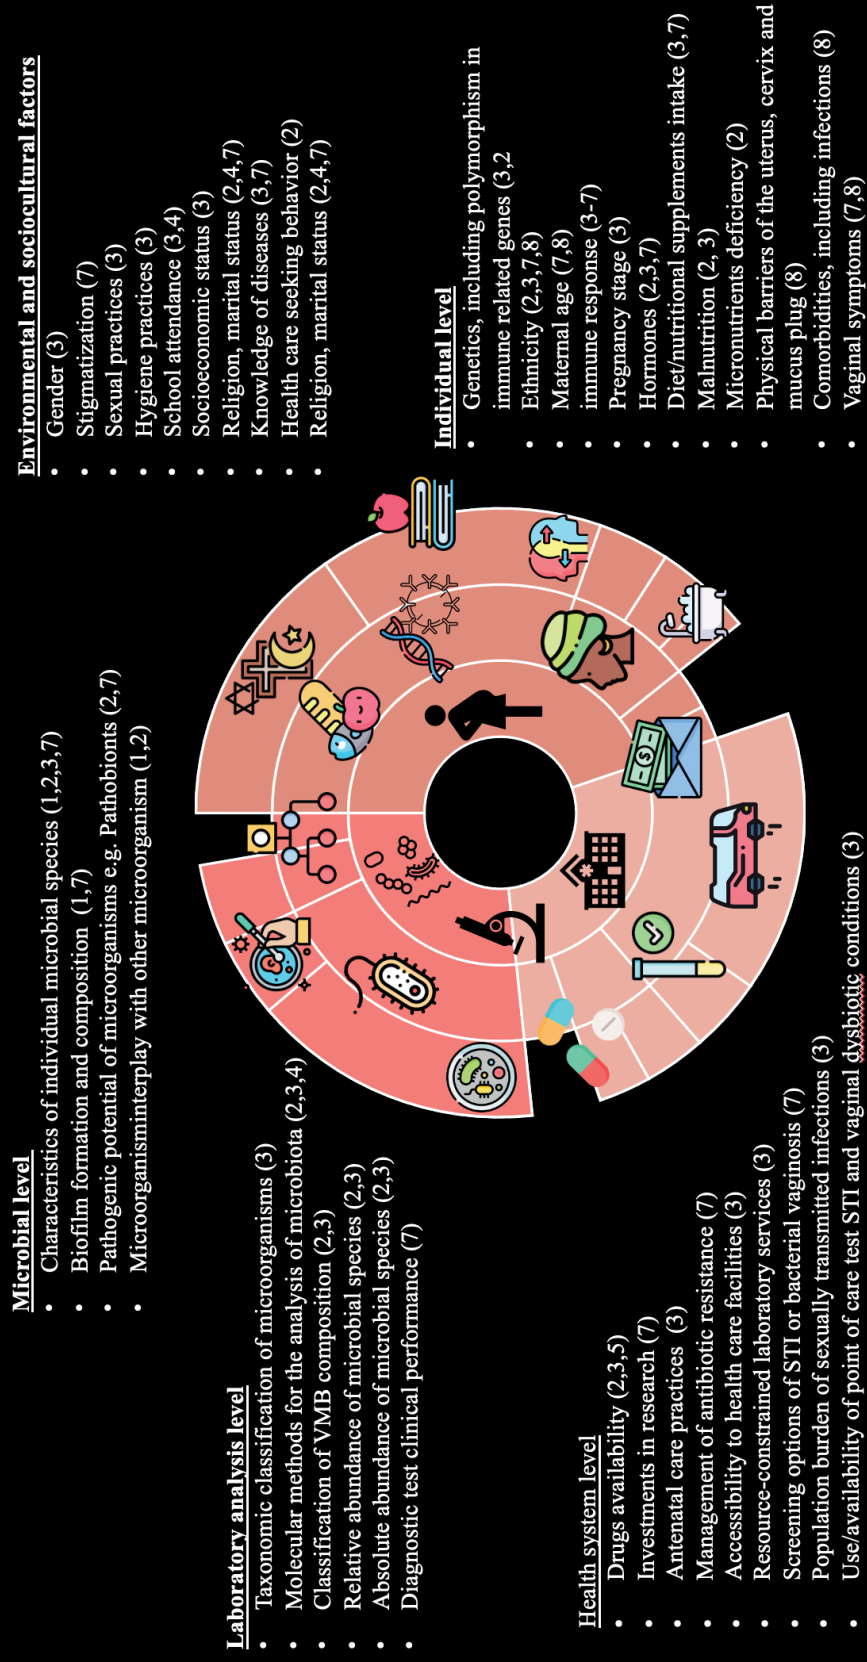 Microbial level
• Characteristics of individual microbial species (1,2,3,7)
• Biofilm formation and composition (1,7)
• Pathogenic potential of microorganisms e.g. Pathobionts (2,7)
• Microorganisminterplay with other microorganism (1,2)
Environmental and sociocultural factors
• Gender (3)
• Stigmatization (7)
• Sexual practices (3)
• Hygiene practices (3)
• School attendance (3,4)
• Socioeconomic status (3)
• Religion, marital status (2,4,7)
• Knowledge of diseases (3,7)
• Health care seeking behavior (2)
• Religion, marital status (2,4,7)
Laboratory analysis level
• Taxonomic classification of microorganisms (3)
• Molecular methods for the analysis of microbiota (2,3,4)
• Classification of VMB composition (2,3)
• Relative abundance of microbial species (2,3)
• Absolute abundance of microbial species (2,3)
• Diagnostic test clinical performance (7)
Individual level
• Genetics, including polymorphism in
immune related genes (3,2
• Ethnicity (2,3,7,8)
• Maternal age (7,8)
• immune response (3-7)
• Pregnancy stage (3)
• Hormones (2,3,7)
• Diet/nutritional supplements intake (3,7)
• Malnutrition (2, 3)
• Micronutrients deficiency (2)
• Physical barriers of the uterus, cervix and
mucus plug (8)
• Comorbidities, including infections (8)
• Vaginal symptoms (7,8)
Health system level
• Drugs availability (2,3,5)
• Investments in research (7)
• Antenatal care practices (3)
• Management of antibiotic resistance (7)
• Accessibility to health care facilities (3)
• Resource-constrained laboratory services (3)
• Screening options of STI or bacterial vaginosis (7)
• Population burden of sexually transmitted infections (3)
• Use/availability of point of care test STI and vaginal dysbiotic conditions (3)
$